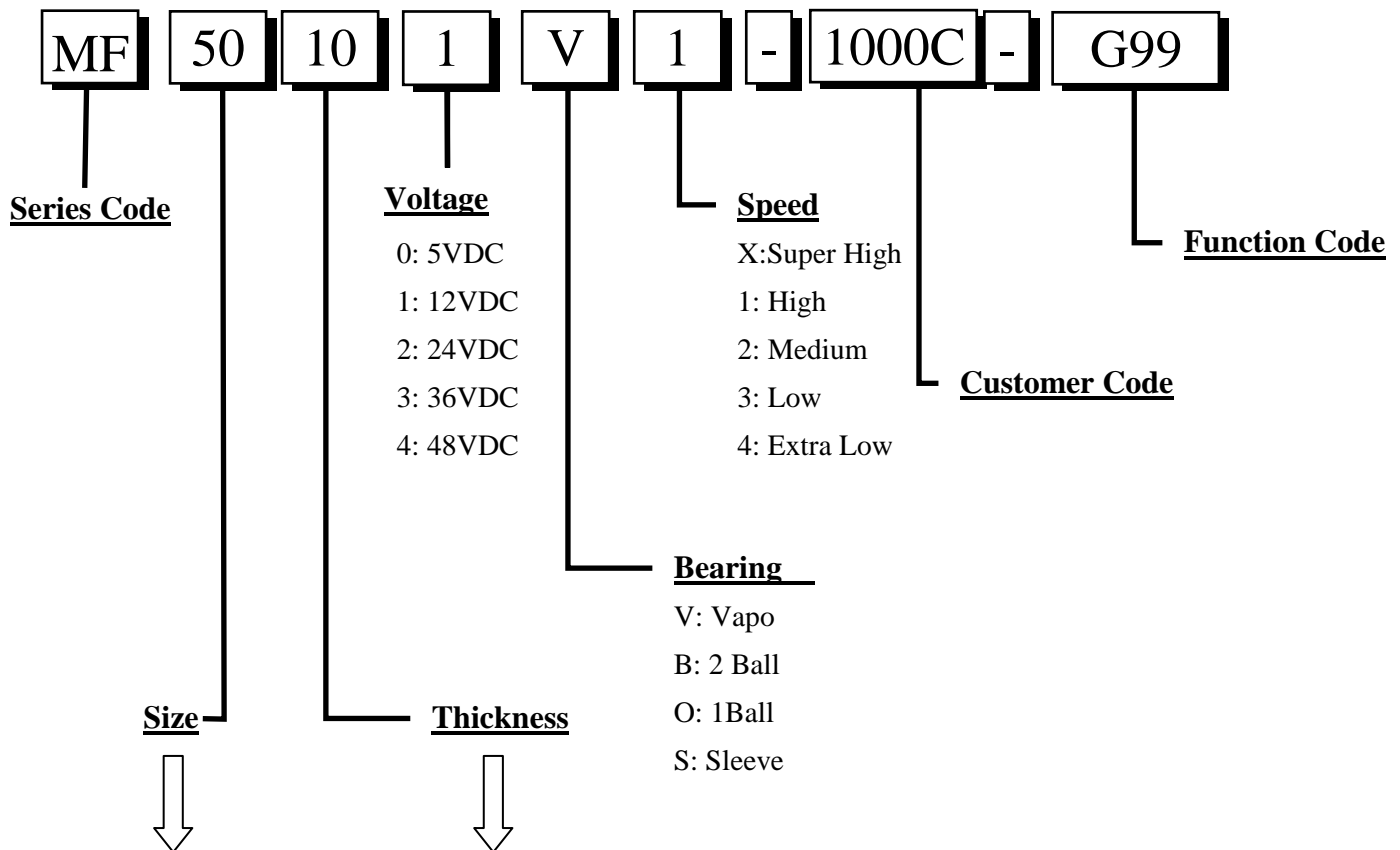 MF 50 10 1 V 1 - 1000C - G99
Series Code
Voltage
0: 5VDC
1: 12VDC
2: 24VDC
3: 36VDC
4: 48VDC
Speed
X:Super High
1: High
2: Medium
3: Low
4: Extra Low
Function Code
Customer Code
Bearing
V: Vapo
B: 2 Ball
O: 1Ball
S: Sleeve
Size
Thickness